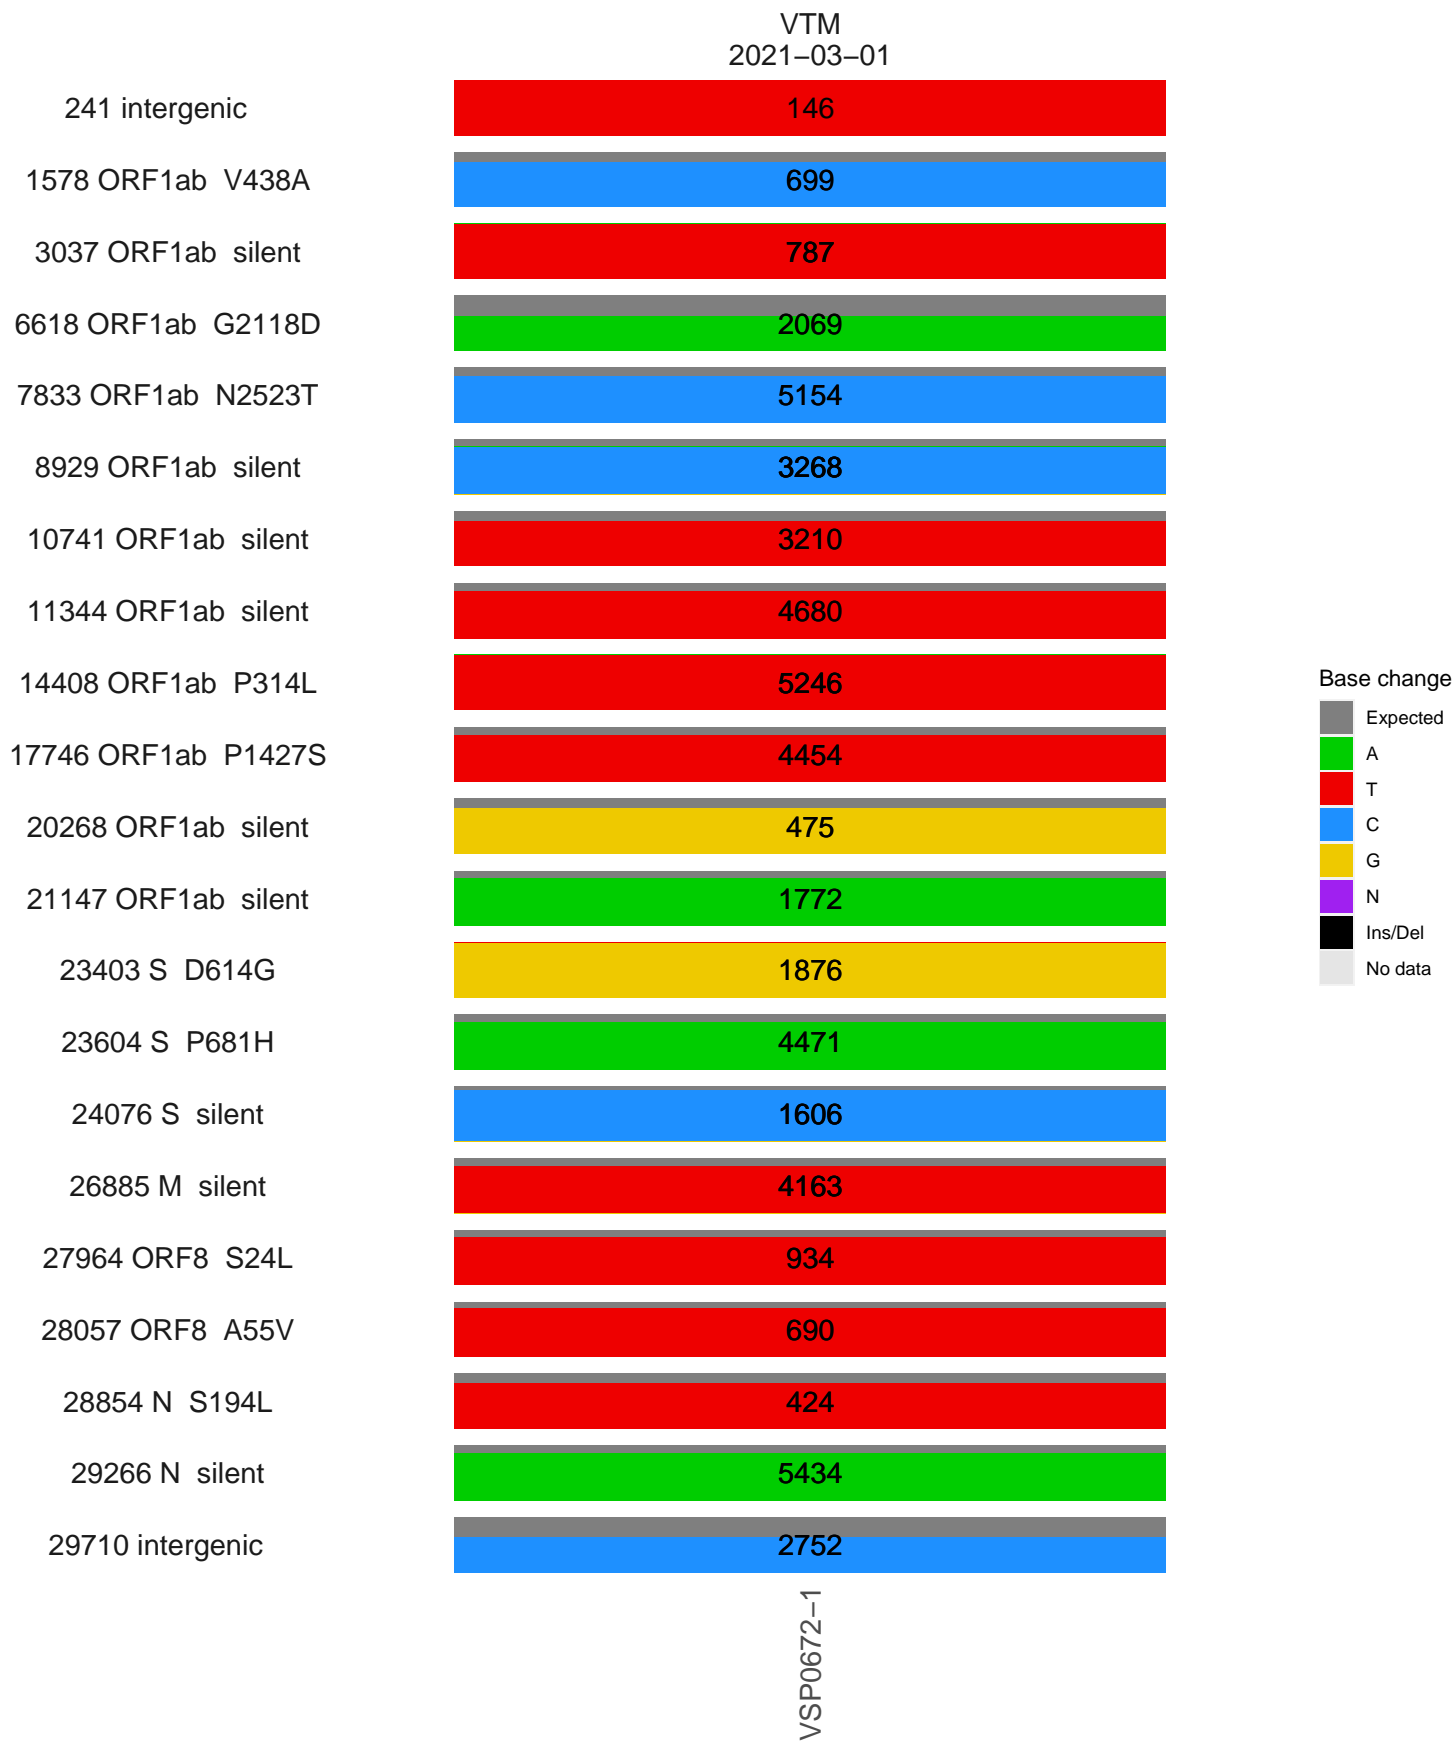 VTM
2021−03−01
241 intergenic 146
1578 ORF1ab V438A 699
3037 ORF1ab silent 787
6618 ORF1ab G2118D 2069
7833 ORF1ab N2523T 5154
8929 ORF1ab silent 3268
10741 ORF1ab silent 3210
11344 ORF1ab silent 4680
14408 ORF1ab P314L 5246
17746 ORF1ab P1427S 4454
20268 ORF1ab silent 475
21147 ORF1ab silent 1772
23403 S D614G 1876
23604 S P681H 4471
24076 S silent 1606
26885 M silent 4163
27964 ORF8 S24L 934
28057 ORF8 A55V 690
28854 N S194L 424
29266 N silent 5434
29710 intergenic 2752
VSP0672−1
Base change
Expected
A
T
C
G
N
Ins/Del
No data